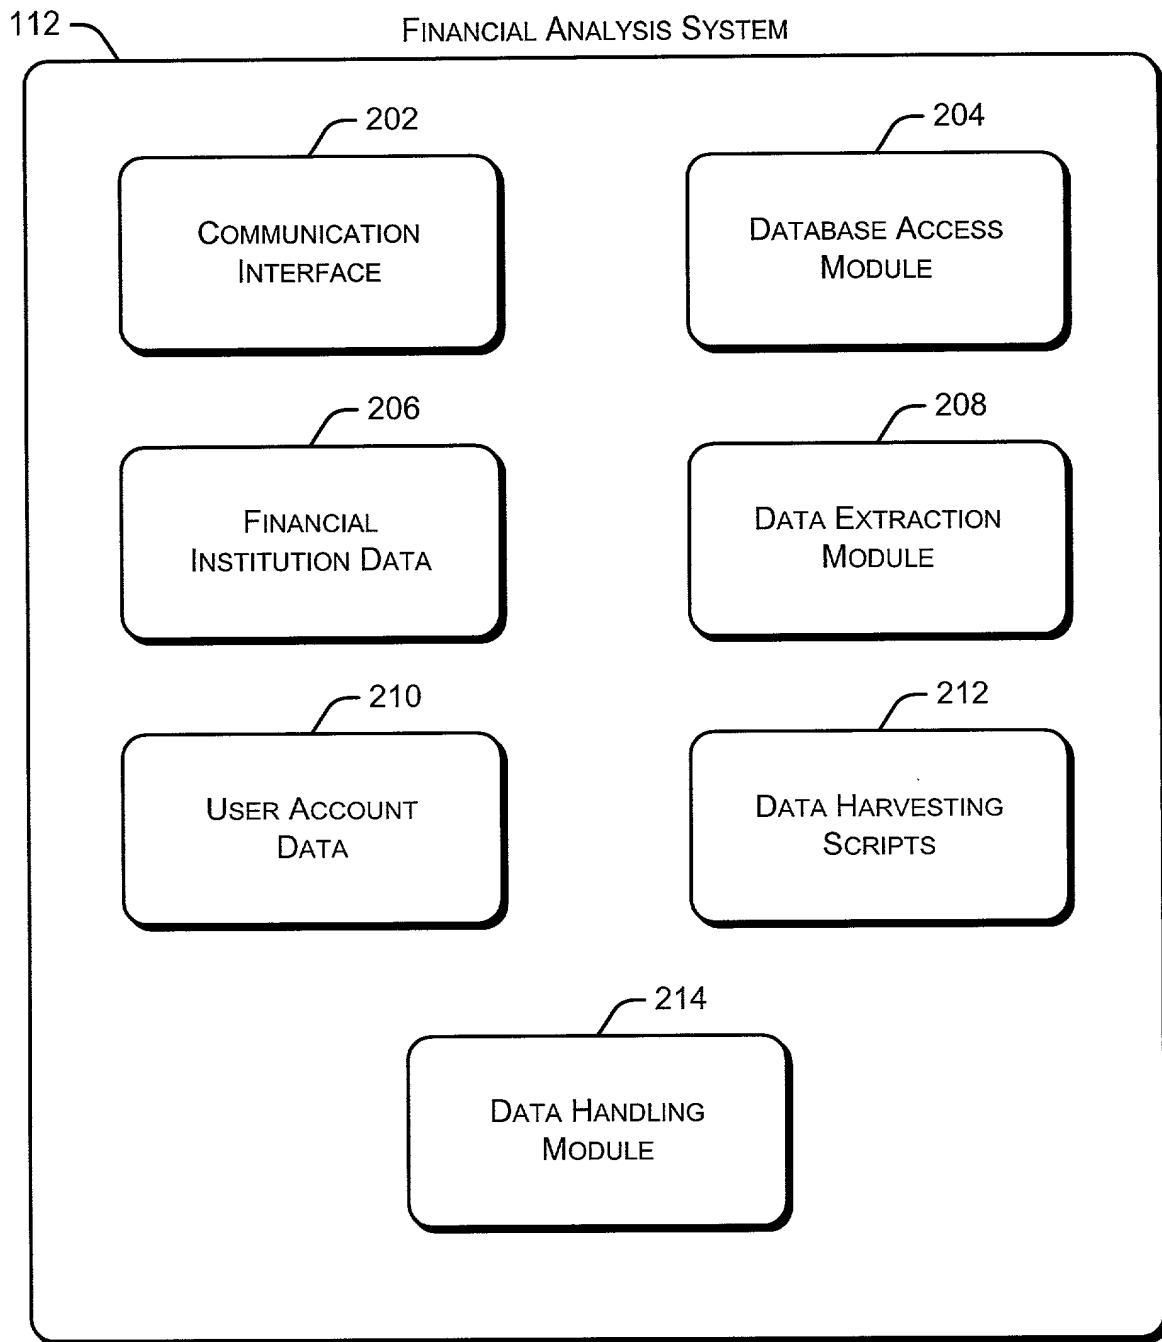 112
FINANCIAL ANALYSIS SYSTEM
202
COMMUNICATION
INTERFACE
204
DATABASE ACCESS
MODULE
206
FINANCIAL
INSTITUTION DATA
208
DATA EXTRACTION
MODULE
210
USER ACCOUNT
DATA
212
DATA HARVESTING
SCRIPTS
214
DATA HANDLING
MODULE